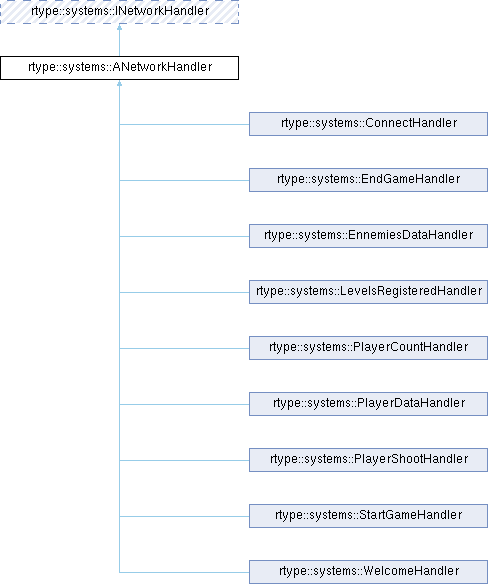 rtype::systems::INetworkHandler
rtype::systems::ANetworkHandler
rtype::systems::ConnectHandler
rtype::systems::EndGameHandler
rtype::systems::EnnemiesDataHandler
rtype::systems::LevelsRegisteredHandler
rtype::systems::PlayerCountHandler
rtype::systems::PlayerDataHandler
rtype::systems::PlayerShootHandler
rtype::systems::StartGameHandler
rtype::systems::WelcomeHandler